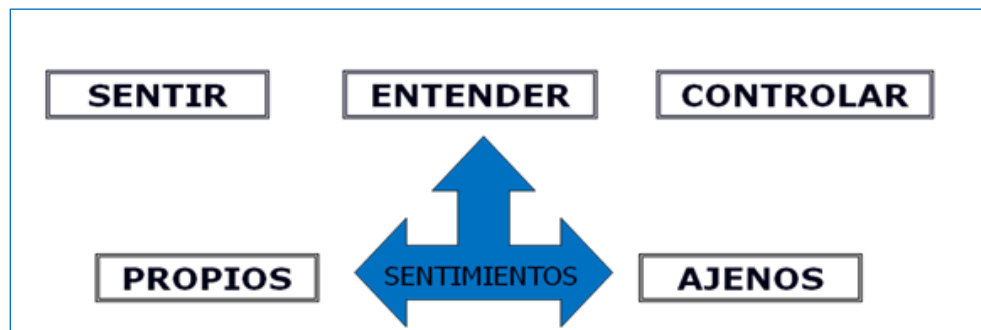 SENTIR ENTENDER CONTROLAR
PROPIOS SENTIMIENTOS AJENOS